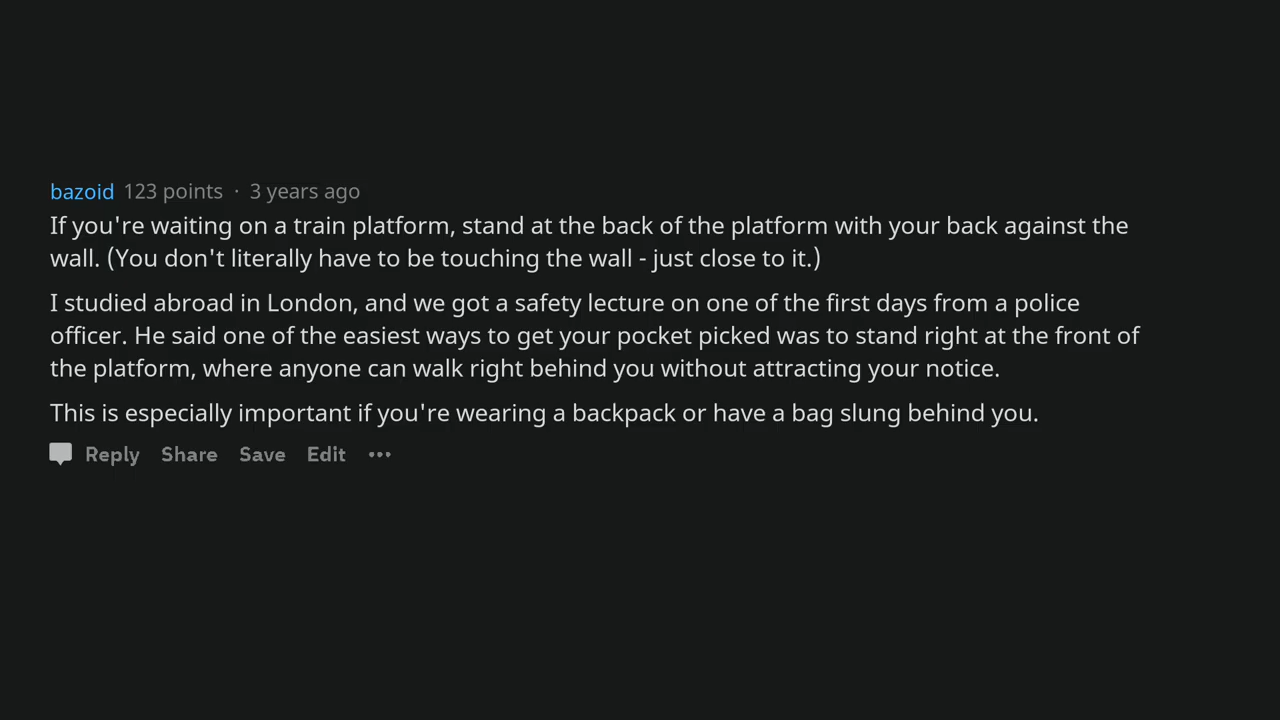 bazoid 123 points · 3 years ago
If you're waiting on a train platform, stand at the back of the platform with your back against the
wall. (You don't literally have to be touching the wall - just close to it.)
I studied abroad in London, and we got a safety lecture on one of the first days from a police
officer. He said one of the easiest ways to get your pocket picked was to stand right at the front of
the platform, where anyone can walk right behind you without attracting your notice.
This is especially important if you're wearing a backpack or have a bag slung behind you.
Reply Share Save Edit •••